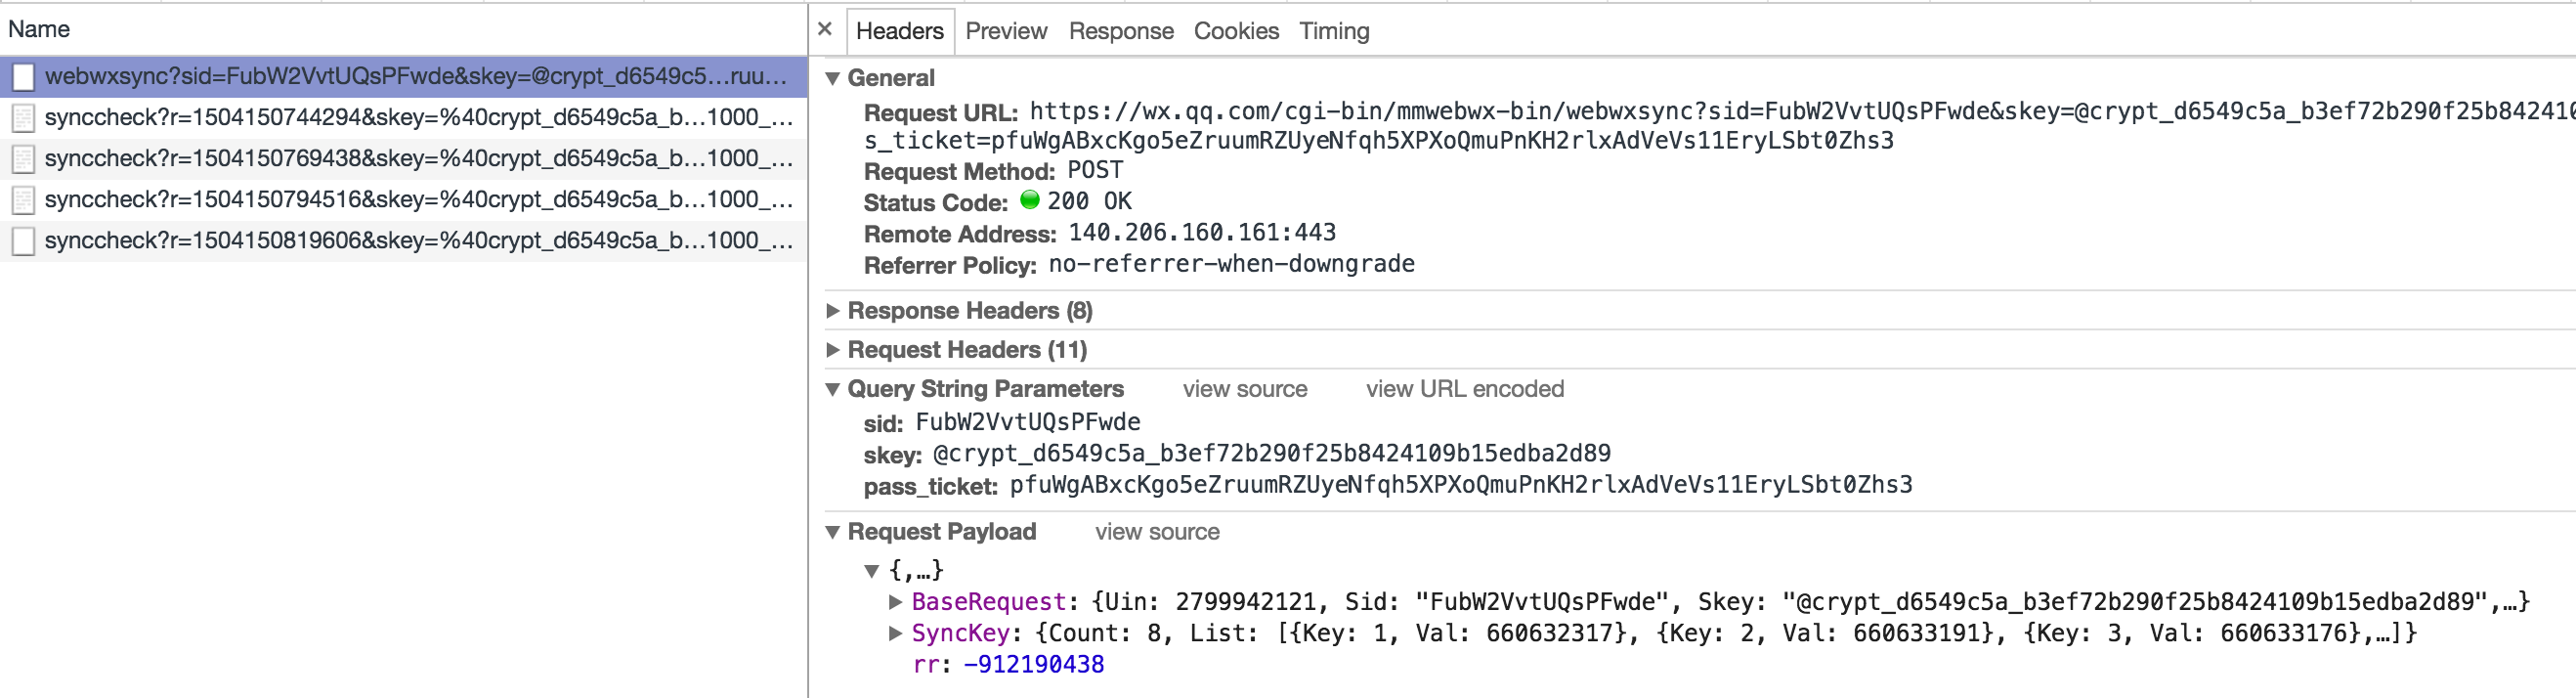 Name
webwxsync?sid=FubW2VvtUQsPFwde&skey=@crypt_d6549c5…ruu…
synccheck?r=1504150744294&skey=%40crypt_d6549c5a_b…1000_…
synccheck?r=1504150769438&skey=%40crypt_d6549c5a_b…1000_…
synccheck?r=1504150794516&skey=%40crypt_d6549c5a_b…1000_…
synccheck?r=1504150819606&skey=%40crypt_d6549c5a_b…1000_…
× Headers Preview Response Cookies Timing
General
Request URL: https://wx.qq.com/cgi-bin/mmwebwx-bin/webwxsync?sid=FubW2VvtUQsPFwde&skey=@crypt_d6549c5a_b3ef72b290f25b842410
s_ticket=pfuWgABxcKgo5eZruumRZUyeNfqh5XPXoQmuPnKH2rlxAdVeVs11EryLSbt0Zhs3
Request Method: POST
Status Code: 200 OK
Remote Address: 140.206.160.161:443
Referrer Policy: no-referrer-when-downgrade
Response Headers (8)
Request Headers (11)
Query String Parameters view source view URL encoded
sid: FubW2VvtUQsPFwde
skey: @crypt_d6549c5a_b3ef72b290f25b8424109b15edba2d89
pass_ticket: pfuWgABxcKgo5eZruumRZUyeNfqh5XPXoQmuPnKH2rlxAdVeVs11EryLSbt0Zhs3
Request Payload view source
{,…}
BaseRequest: {Uin: 2799942121, Sid: "FubW2VvtUQsPFwde", Skey: "@crypt_d6549c5a_b3ef72b290f25b8424109b15edba2d89",…}
SyncKey: {Count: 8, List: [{Key: 1, Val: 660632317}, {Key: 2, Val: 660633191}, {Key: 3, Val: 660633176},…]}
rr: -912190438